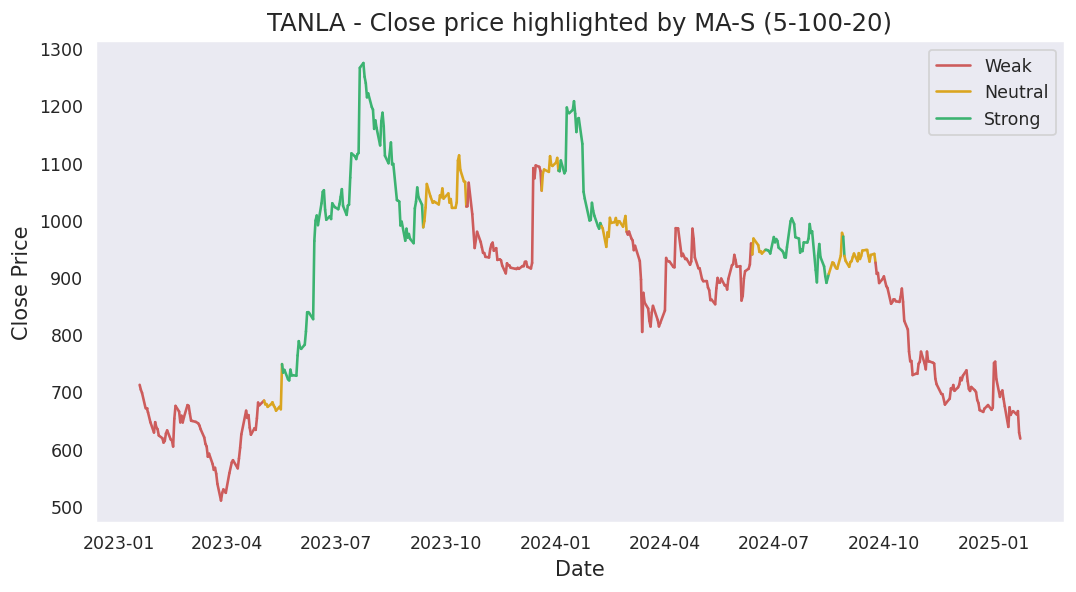 TANLA - Close price highlighted by MA-S (5-100-20)
Weak
Neutral
Strong
Close Price
1300
1200
1100
1000
900
800
700
600
500
2023-01 2023-04 2023-07 2023-10 2024-01 2024-04 2024-07 2024-10 2025-01
Date